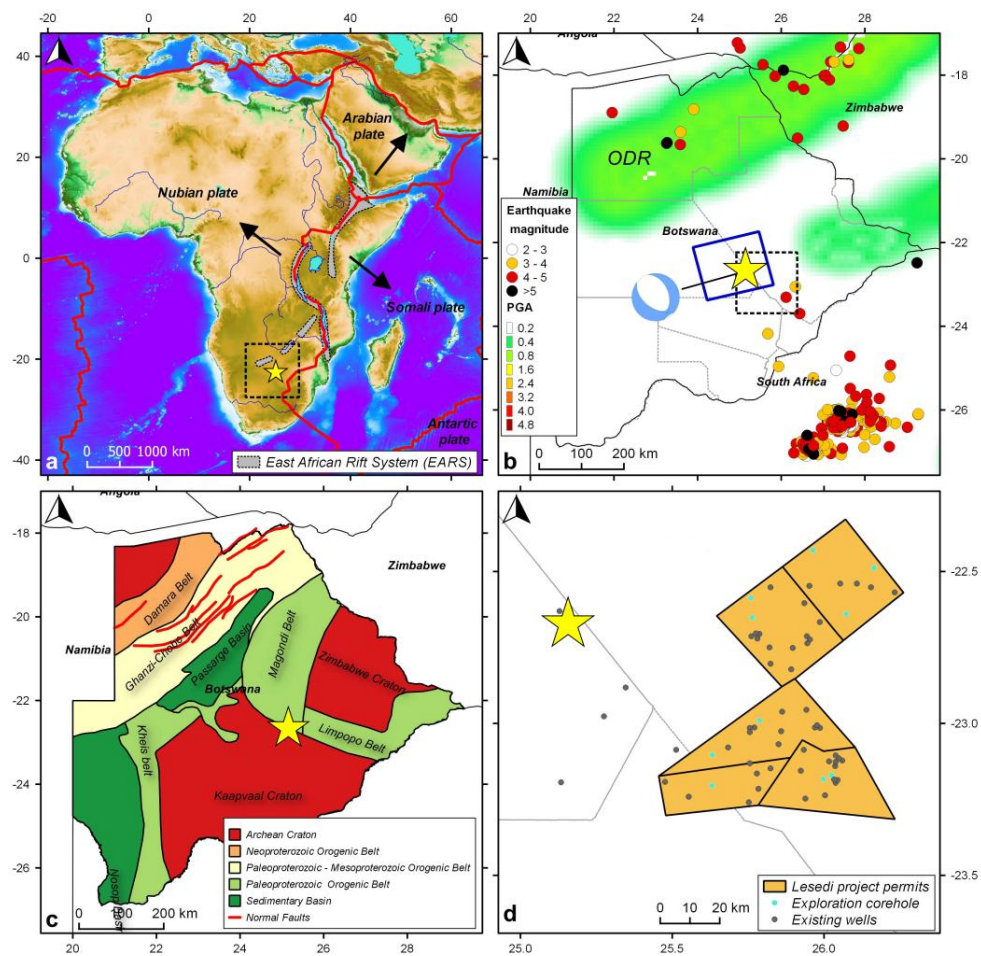 -20
0
20
40
60
40
20
0
-20
-40
Arabian
plate
Nubian plate
Somali plate
Antartic
plate
0 500 1000 km
a
East African Rift System (EARS)
20
22
24
26
28
-18
-20
-22
-24
-26
Angola
Zimbabwe
ODR
Namibia
Botswana
South Africa
Earthquake
magnitude
2 - 3
3 - 4
4 - 5
>5
PGA
0.2
0.4
0.8
1.6
2.4
3.2
4.0
4.8
0 100 200 km
b
-17
-19
-21
-22
-24
-26
Angola
Zimbabwe
Namibia
Damara Belt
Ghanzi-Chobe Belt
Passarge Basin
Botswana
Magondi Belt
Zimbabwe Craton
Limpopo Belt
Kheis belt
Kaapvaal Craton
Archean Craton
Neoproterozoic Orogenic Belt
Paleoproterozoic - Mesoproterozoic Orogenic Belt
Paleoproterozoic Orogenic Belt
Sedimentary Basin
Normal Faults
c
0 100 200 km
20
22
24
26
28
-22.5
-23.0
-23.5
d
0 10 20 km
Lesedi project permits
Exploration corehole
Existing wells
25.0
25.5
26.0